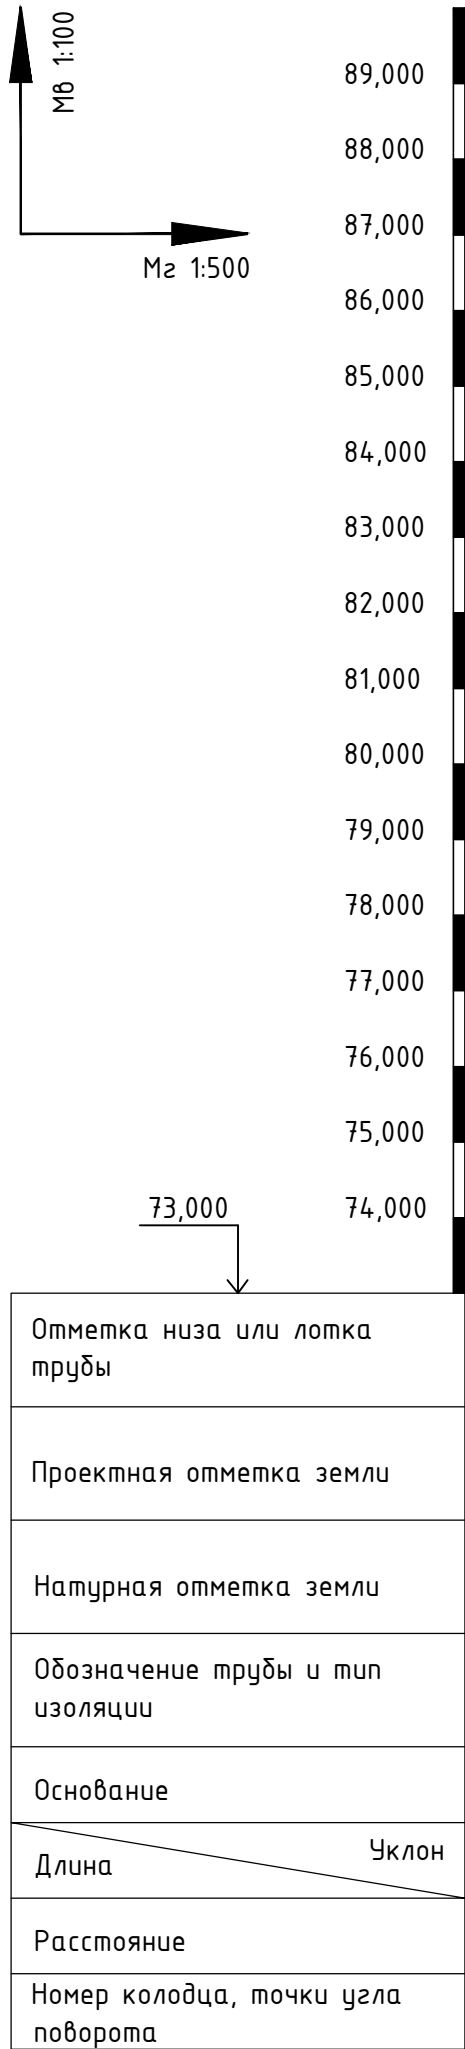 Мв 1:100
Мг 1:500
89,000
88,000
87,000
86,000
85,000
84,000
83,000
82,000
81,000
80,000
79,000
78,000
77,000
76,000
75,000
74,000
73,000
Отметка низа или лотка
трубы
Проектная отметка земли
Натурная отметка земли
Обозначение трубы и тип
изоляции
Основание
Уклон
Длина
Расстояние
Номер колодца, точки угла
поворота